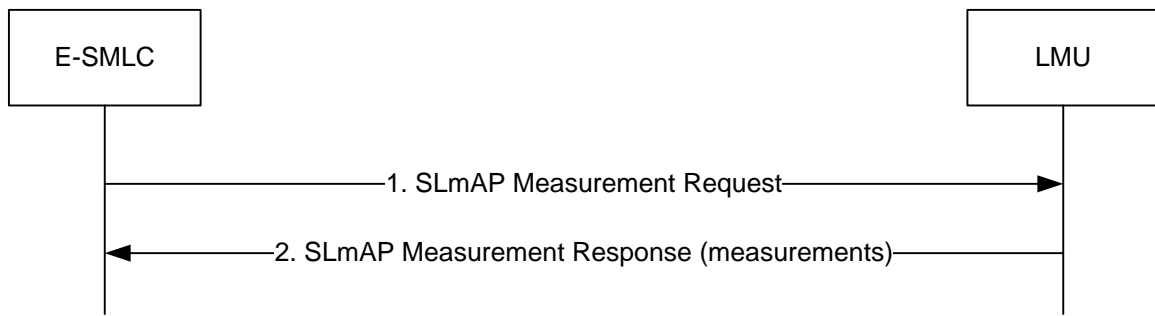 E-SMLC
LMU
1. SLmAP Measurement Request
2. SLmAP Measurement Response (measurements)